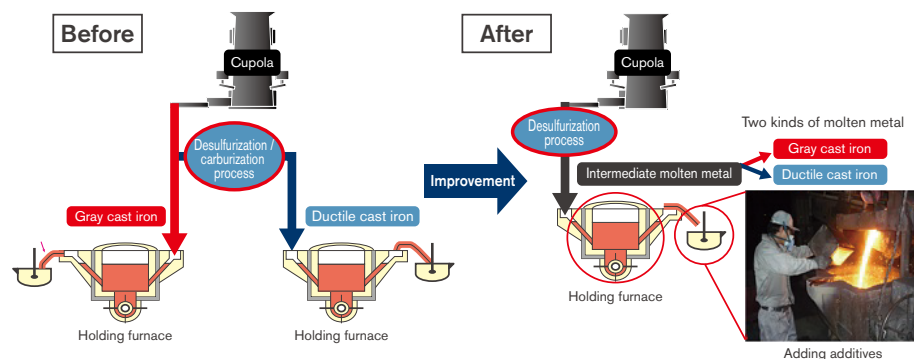 Before
Cupola
Desulfurization /
carburization
process
Gray cast iron
Ductile cast iron
Holding furnace
Holding furnace
Improvement
After
Cupola
Desulfurization
process
Two kinds of molten metal
Gray cast iron
Intermediate molten metal
Ductile cast iron
Holding furnace
Adding additives